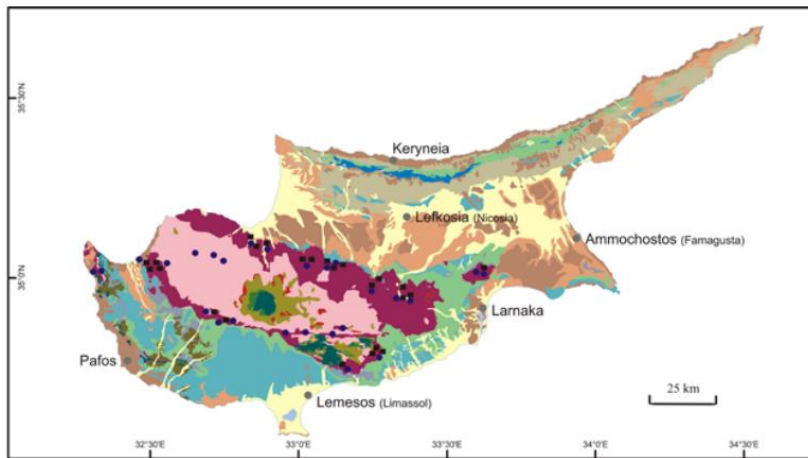 35°30'N
Keryneia
Lefkosia (Nicosia)
Ammochostos (Famagusta)
35°0'N
Larnaka
Pafos
Lemesos (Limassol)
25 km
32°30'E
33°0'E
33°30'E
34°0'E
34°30'E